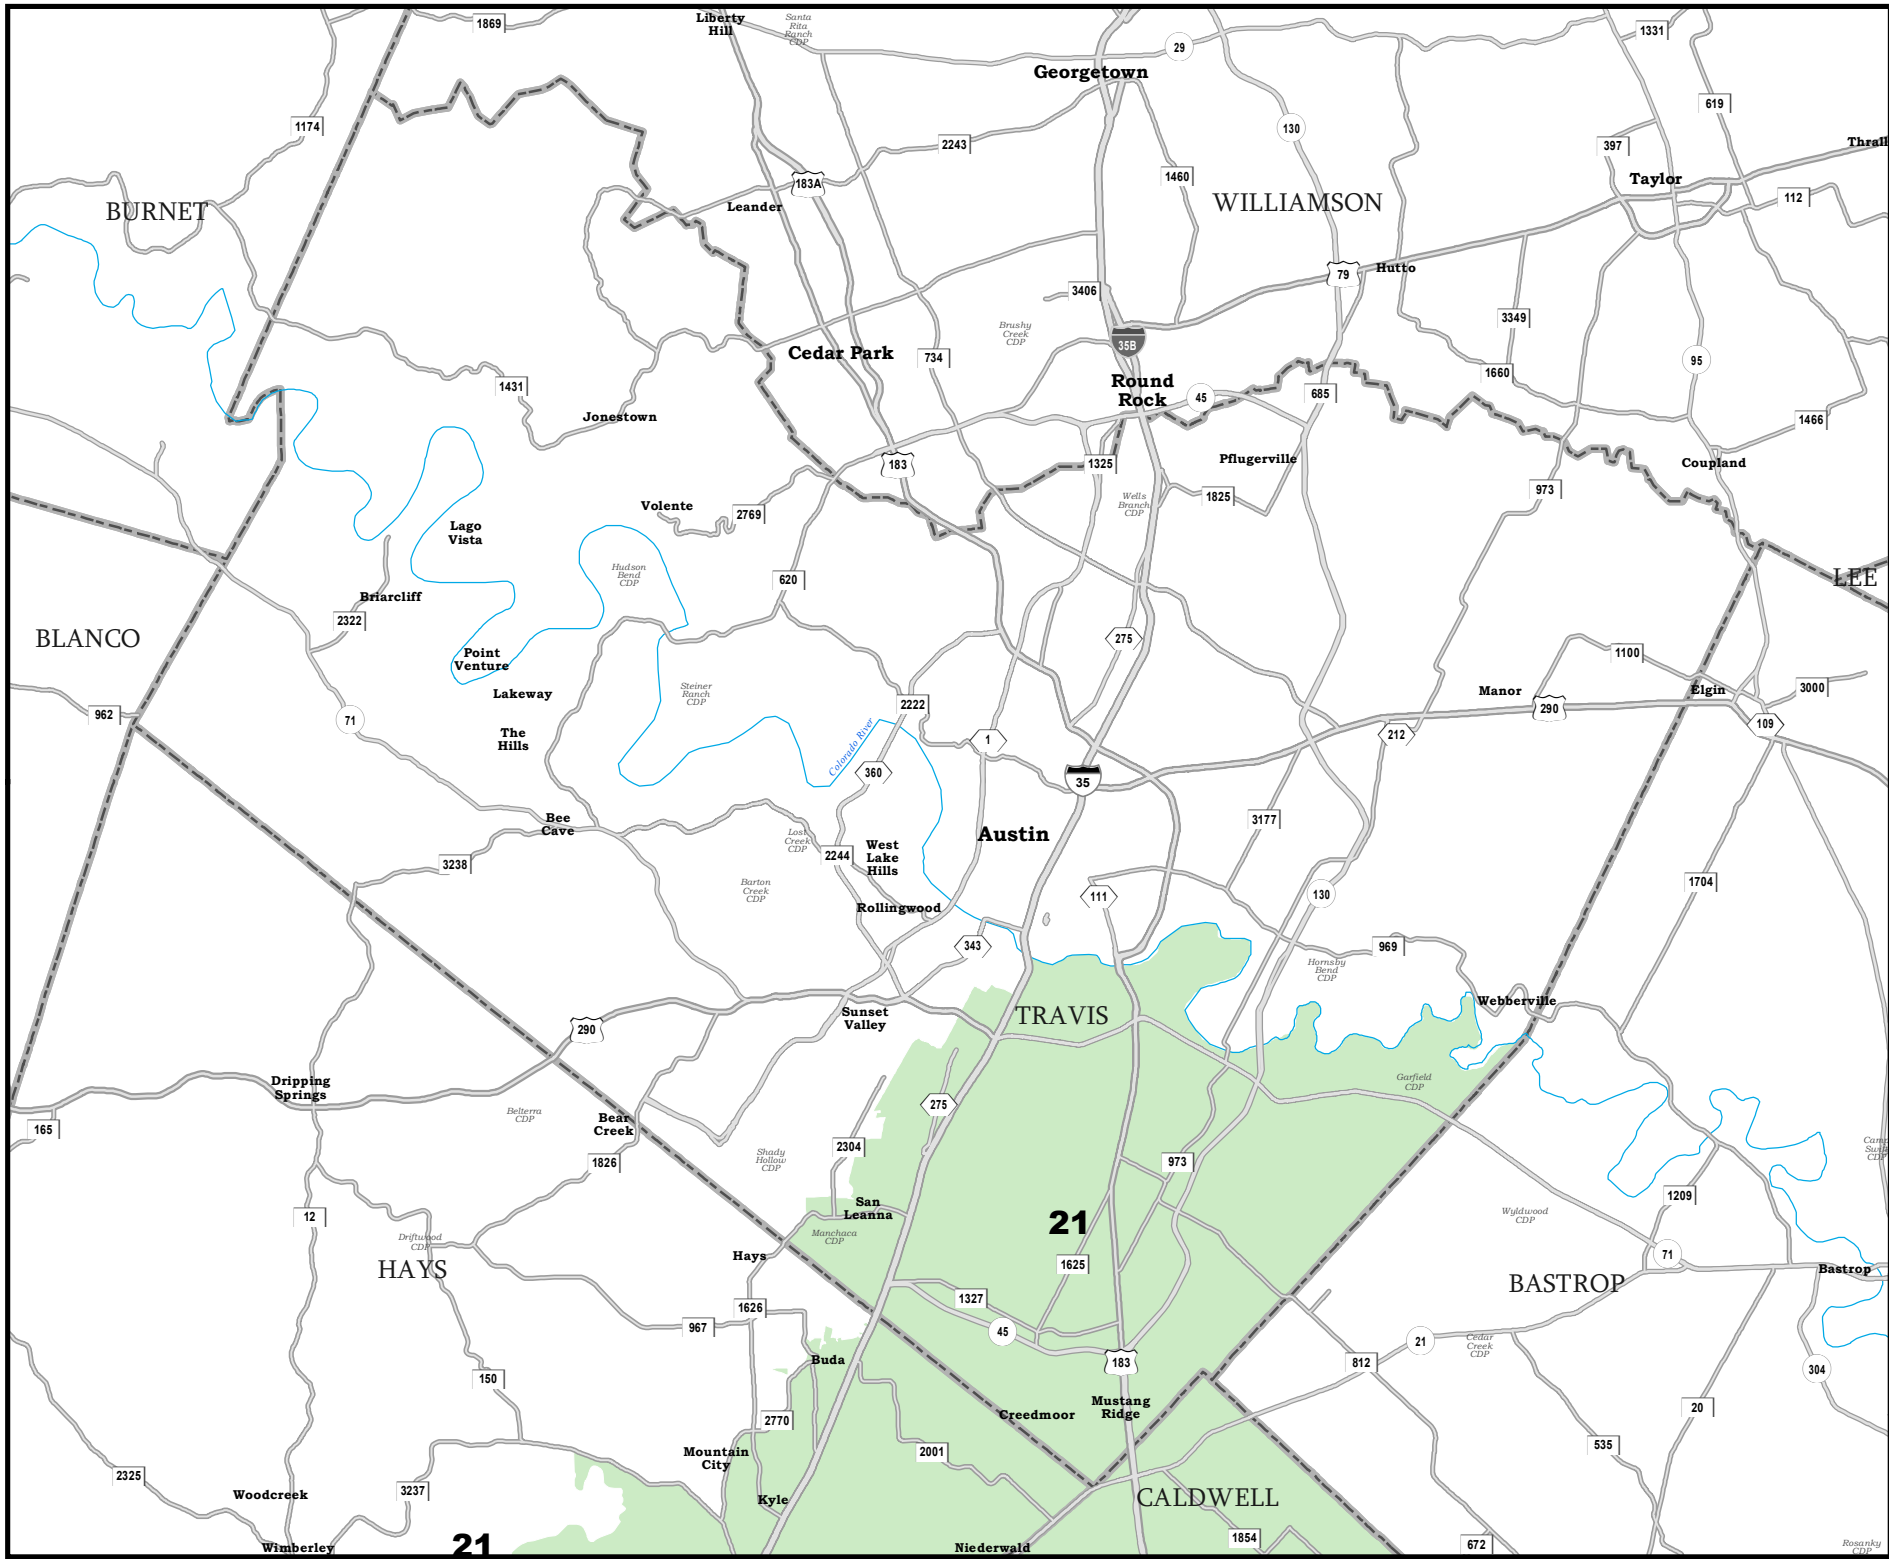 1869
Liberty
Hill
Santa
Rita
Ranch
CDP
29
1331
Georgetown
619
1174
130
2243
397
Thrall
1460
Taylor
183A
112
Leander
WILLIAMSON
BURNET
79
Hutto
3406
3349
Brushy
Creek
CDP
35B
Cedar Park
734
95
1660
1431
Round
Rock
45
685
Jonestown
1466
183
1325
Pflugerville
Coupland
973
1825
Wells
Branch
CDP
Volente
2769
Lago
Vista
Hudson
Bend
CDP
620
LEE
Briarcliff
2322
BLANCO
275
1100
Point
Venture
Lakeway
Steiner
Ranch
CDP
Manor
Elgin
3000
2222
290
962
71
109
The
Hills
1
212
Colorado River
360
35
Bee
Cave
3177
Austin
Lost
Creek
CDP
2244
West
Lake
Hills
3238
Barton
Creek
CDP
1704
111
130
Rollingwood
343
969
Hornsby
Bend
CDP
Webberville
Sunset
Valley
TRAVIS
290
Dripping
Springs
Garfield
CDP
275
Belterra
CDP
Bear
Creek
165
2304
Camp
Swift
CDP
Shady
Hollow
CDP
1826
973
1209
San
Leanna
12
21
Wyldwood
CDP
Driftwood
CDP
Manchaca
CDP
Hays
71
1625
HAYS
Bastrop
BASTROP
1327
1626
967
45
21
Cedar
Creek
CDP
Buda
183
812
304
150
Mustang
Ridge
20
Creedmoor
2770
2001
535
Mountain
City
2325
3237
Woodcreek
Kyle
CALDWELL
1854
672
Wimberley
21
Niederwald
Rosanky
CDP